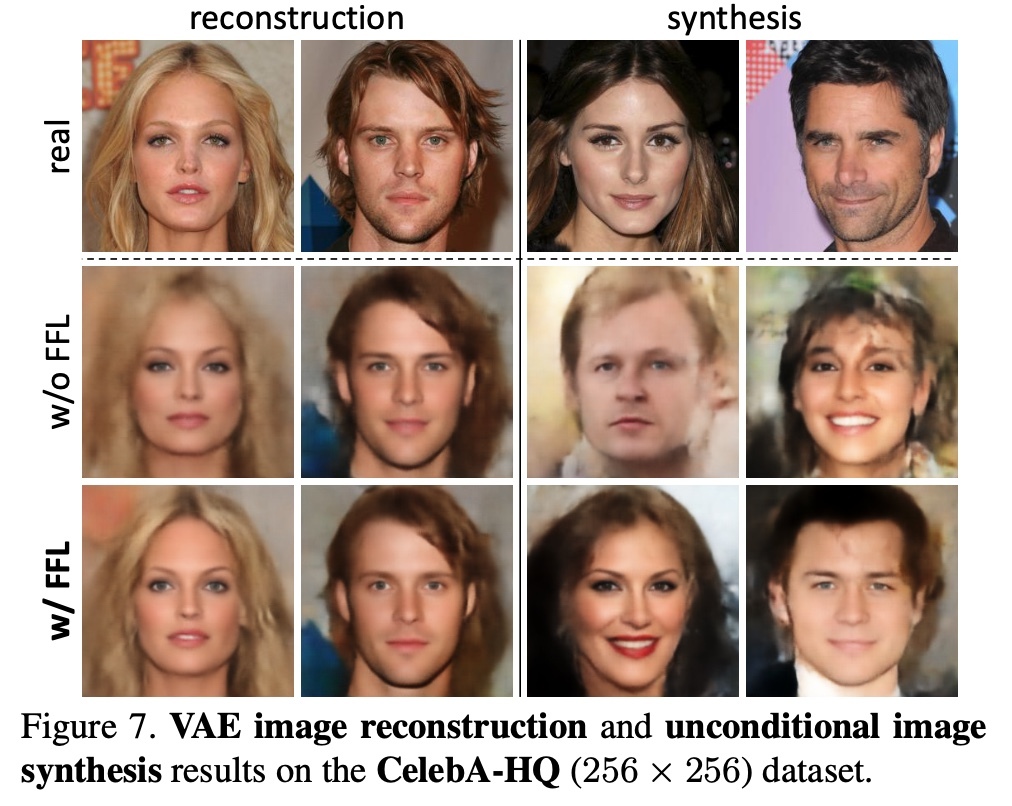 reconstruction synthesis
real
w/o FFL
w/ FFL
Figure 7. VAE image reconstruction and unconditional image
synthesis results on the CelebA-HQ (256 × 256) dataset.